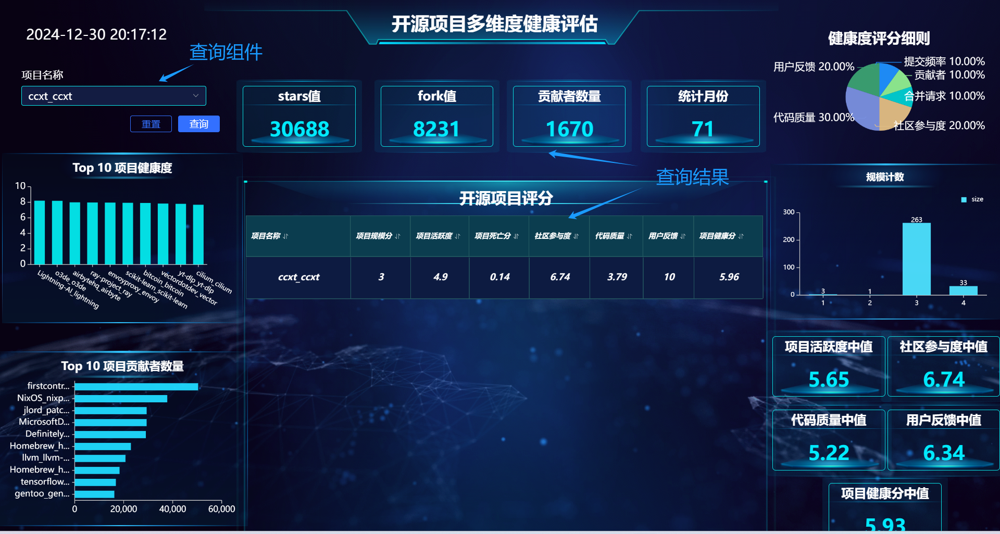 开源项目多维度健康评估
2024-12-30 20:17:12
查询组件
项目名称
ccxt_ccxt
重置
查询
stars值
30688
fork值
8231
贡献者数量
1670
统计月份
71
查询结果
健康度评分细则
提交频率 10.00%
贡献者 10.00%
合并请求 10.00%
社区参与度 20.00%
代码质量 30.00%
用户反馈 20.00%
Top 10 项目健康度
10
8
6
4
2
0
Lightning-AI_lightning
o3de_o3de
airbytehq_airbyte
ray-project_ray
envoyproxy_envoy
scikit-learn_scikit-learn
bitcoin_bitcoin
vectordotdev_vector
yt-dlp_yt-dlp
cilium_cilium
开源项目评分
项目名称 项目规模分 项目活跃度 项目死亡分 社区参与度 代码质量 用户反馈 项目健康分
ccxt_ccxt 3 4.9 0.14 6.74 3.79 10 5.96
规模计数
size
300
200
100
0
3 1 263 33
1 2 3 4
Top 10 项目贡献者数量
firstcontr...
NixOS_nixp...
jlord_patc...
MicrosoftD...
Definitely...
Homebrew_h...
llvm_llvm-...
Homebrew_h...
tensorflow...
gentoo_gen...
0 20,000 40,000 60,000
项目活跃度中值
5.65
社区参与度中值
6.74
代码质量中值
5.22
用户反馈中值
6.34
项目健康分中值
5.93